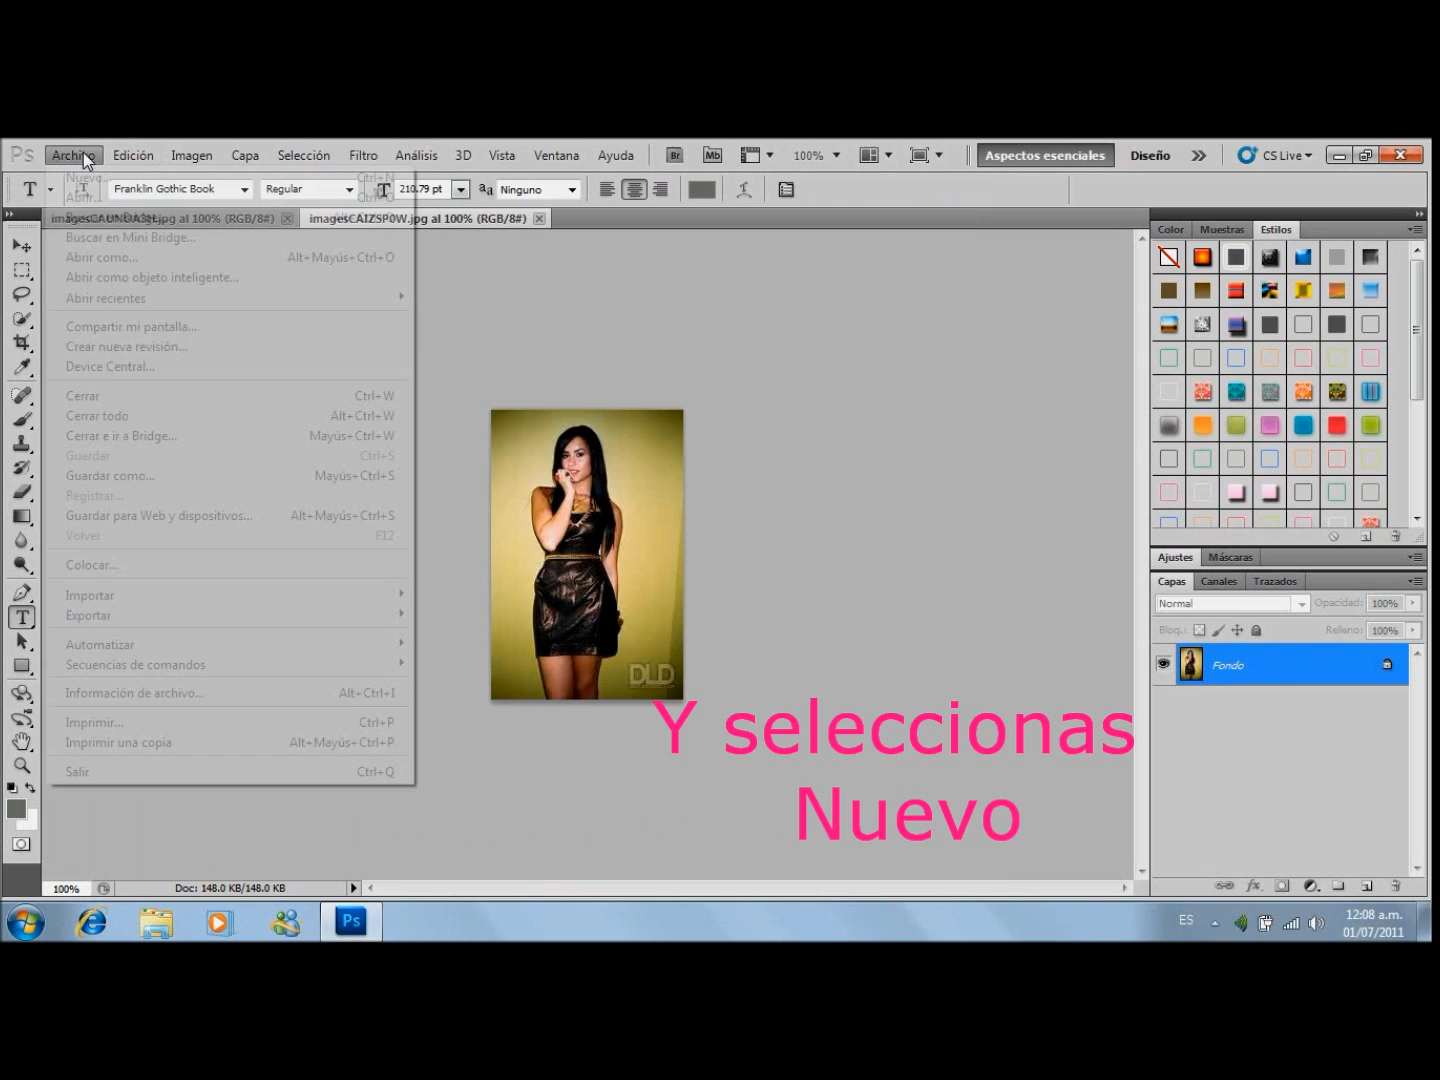 Ps Archivo Edición Imagen Capa Selección Filtro Análisis 3D Vista Ventana Ayuda Br Mb 100% Aspectos esenciales Diseño CS Live
T Franklin Gothic Book Regular 210.79 pt aa Ninguno
Nuevo... Ctrl+N
Abrir... Ctrl+O
.jpg al 100% (RGB/8#) imagesCAIZSP0W.jpg al 100% (RGB/8#)
Buscar en Mini Bridge...
Abrir como... Alt+Mayús+Ctrl+O
Abrir como objeto inteligente...
Abrir recientes
Compartir mi pantalla...
Crear nueva revisión...
Device Central...
Cerrar Ctrl+W
Cerrar todo Alt+Ctrl+W
Cerrar e ir a Bridge... Mayús+Ctrl+W
Guardar Ctrl+S
Guardar como... Mayús+Ctrl+S
Registrar...
Guardar para Web y dispositivos... Alt+Mayús+Ctrl+S
Volver F12
Colocar...
Importar
Exportar
Automatizar
Secuencias de comandos
Información de archivo... Alt+Ctrl+I
Imprimir... Ctrl+P
Imprimir una copia Alt+Mayús+Ctrl+P
Salir Ctrl+Q
DLD
Y seleccionas
Nuevo
Color Muestras Estilos
Ajustes Máscaras
Capas Canales Trazados
Normal Opacidad: 100%
Bloq.: Relleno: 100%
Fondo
fx
100% Doc: 148.0 KB/148.0 KB
Ps
ES
12:08 a.m.
01/07/2011